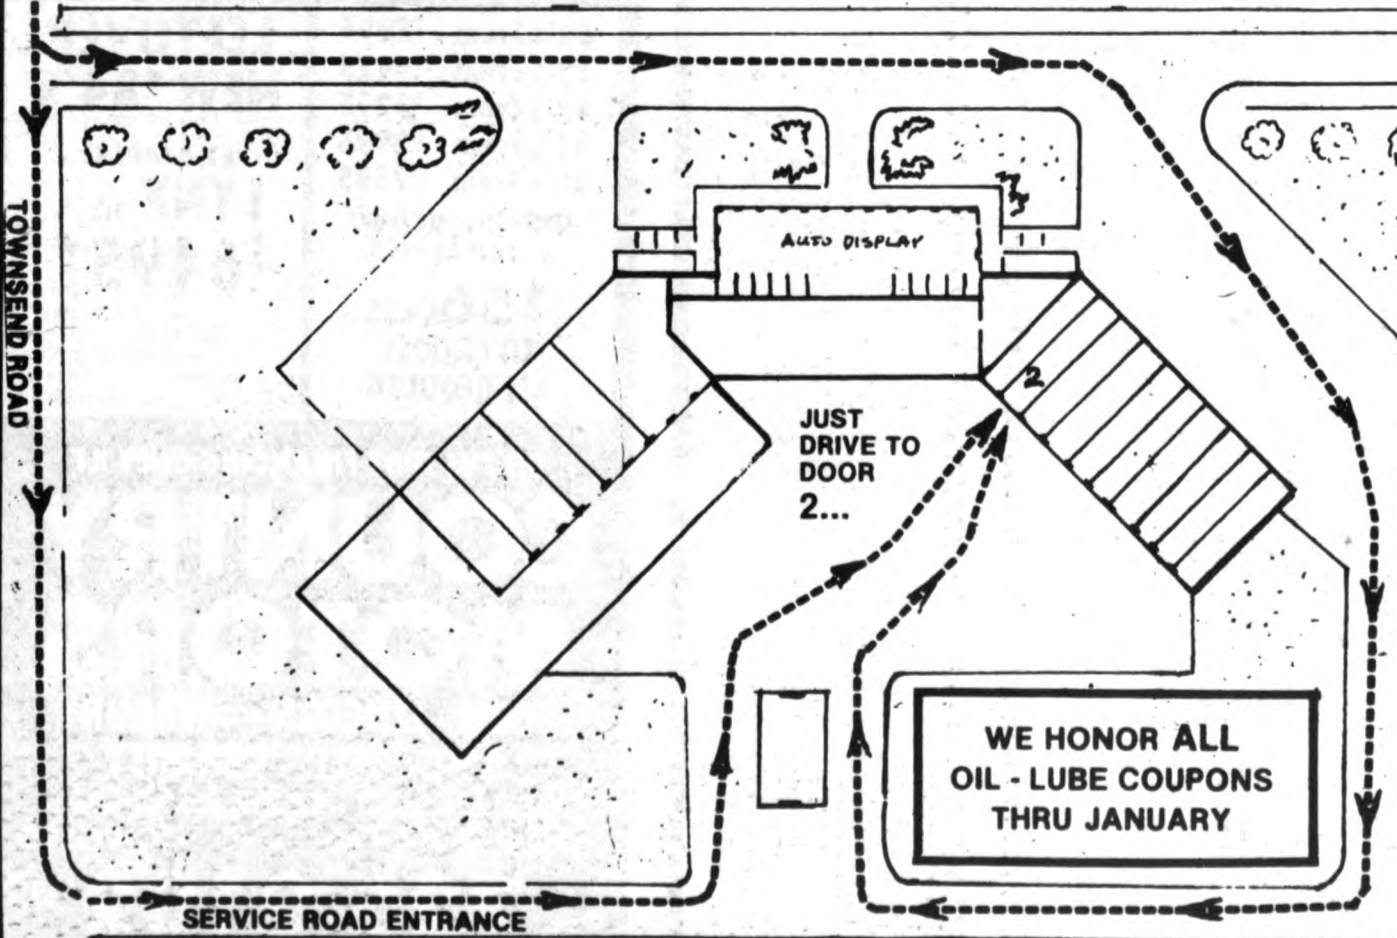 AUTO DISPLAY
TOWNSEND ROAD
2
JUST
DRIVE TO
DOOR
2...
WE HONOR ALL
OIL - LUBE COUPONS
THRU JANUARY
SERVICE ROAD ENTRANCE